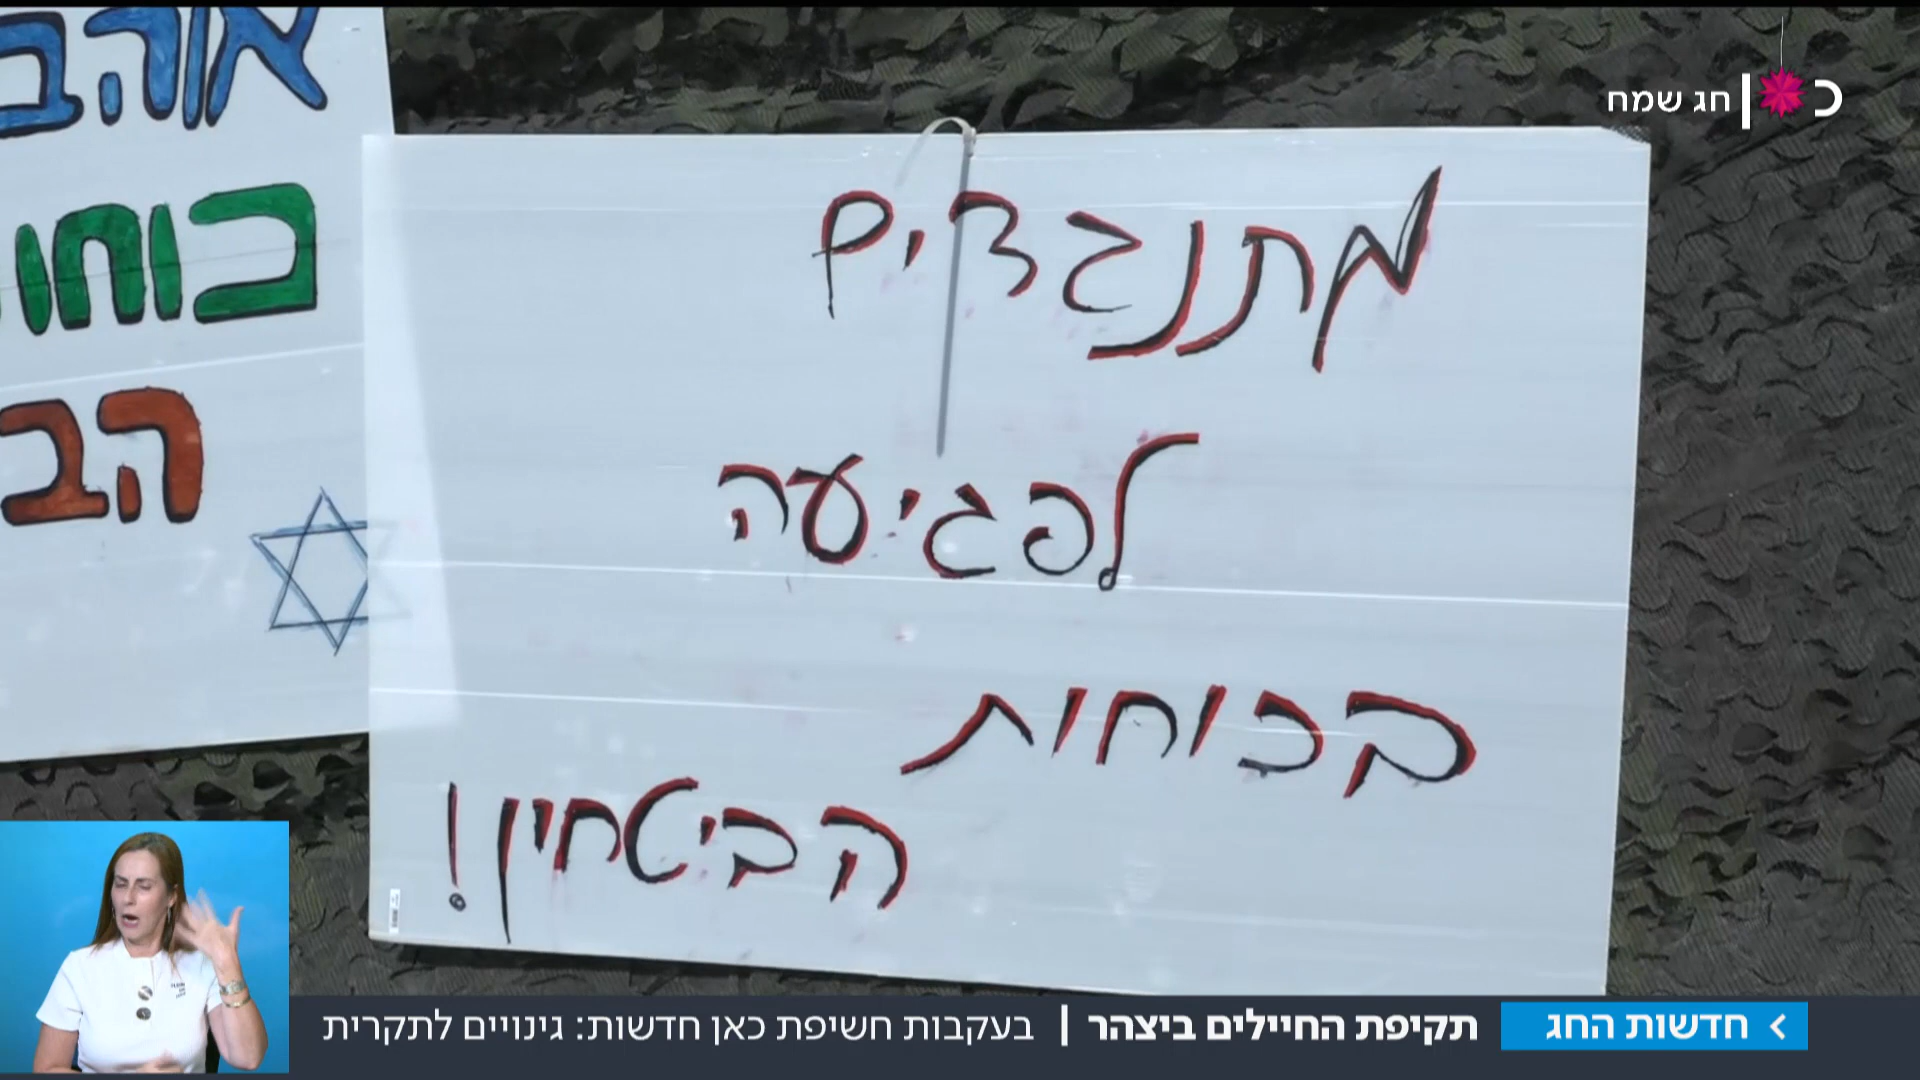 כ | חג שמח
אוהב
כוחו
הב
מתנגדים
לפגיעה
בכוחות
הביטחון!
חדשות החג
תקיפת החיילים ביצהר | בעקבות חשיפת כאן חדשות: גינויים לתקרית